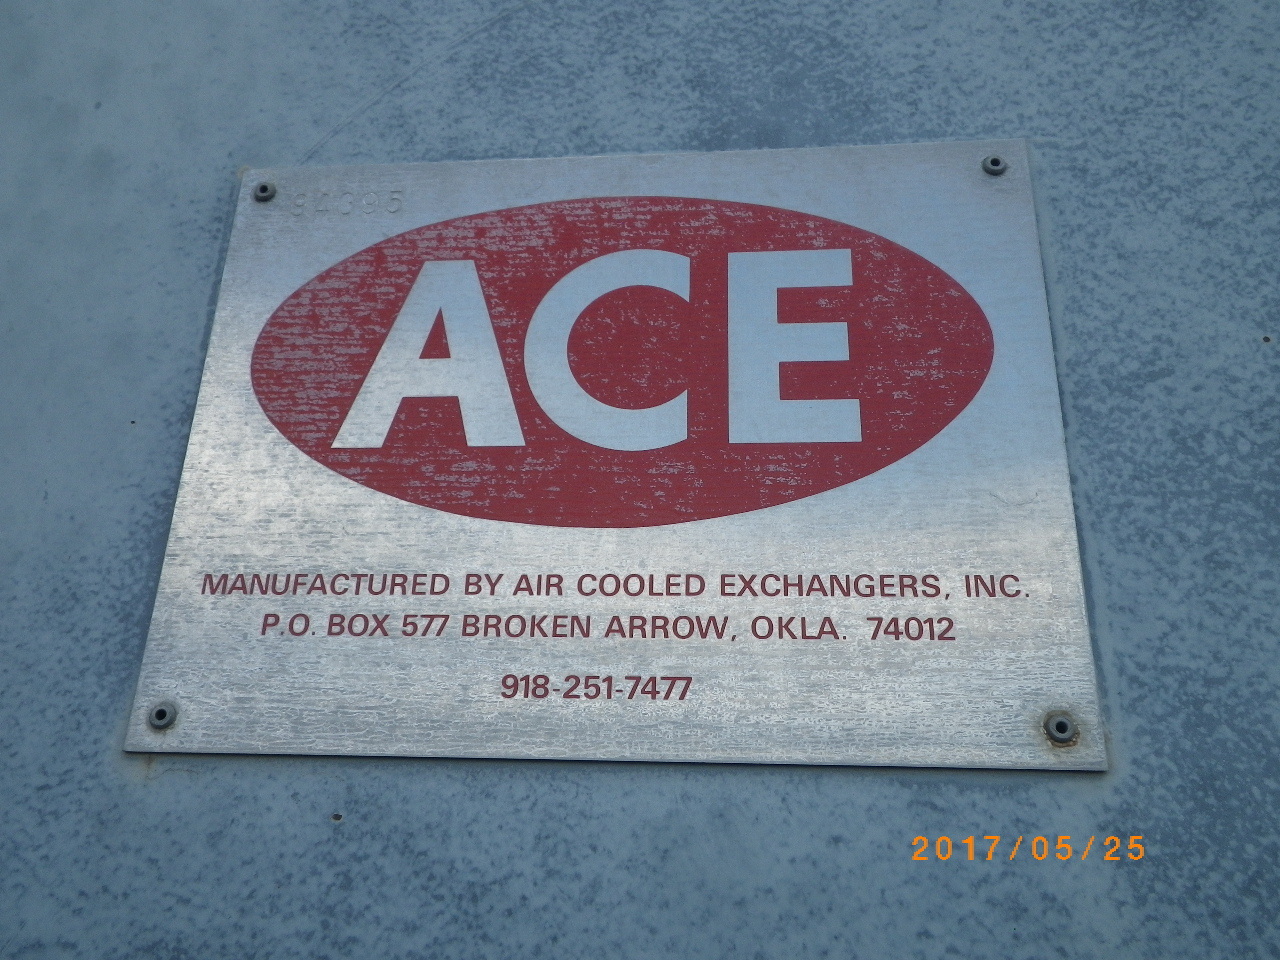 94395
ACE
MANUFACTURED BY AIR COOLED EXCHANGERS, INC.
P.O. BOX 577 BROKEN ARROW, OKLA. 74012
918-251-7477
2017/05/25